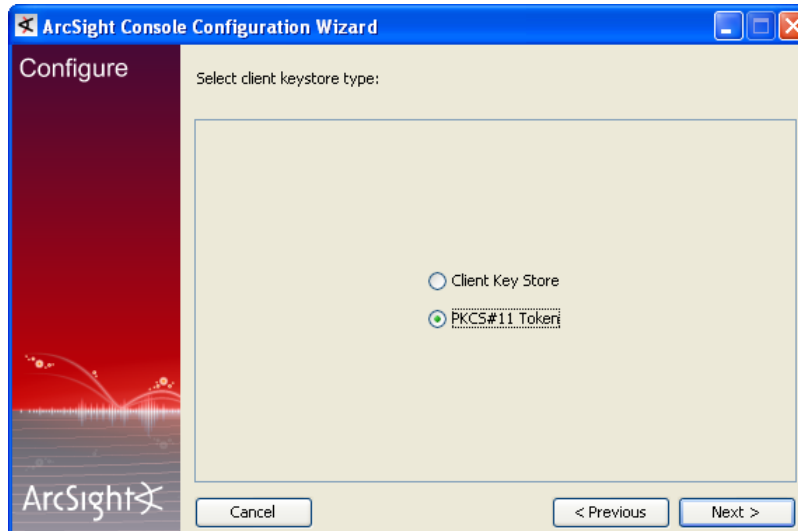 ArcSight Console Configuration Wizard
Configure
Select client keystore type:
Client Key Store
PKCS#11 Token
ArcSight
Cancel
< Previous
Next >